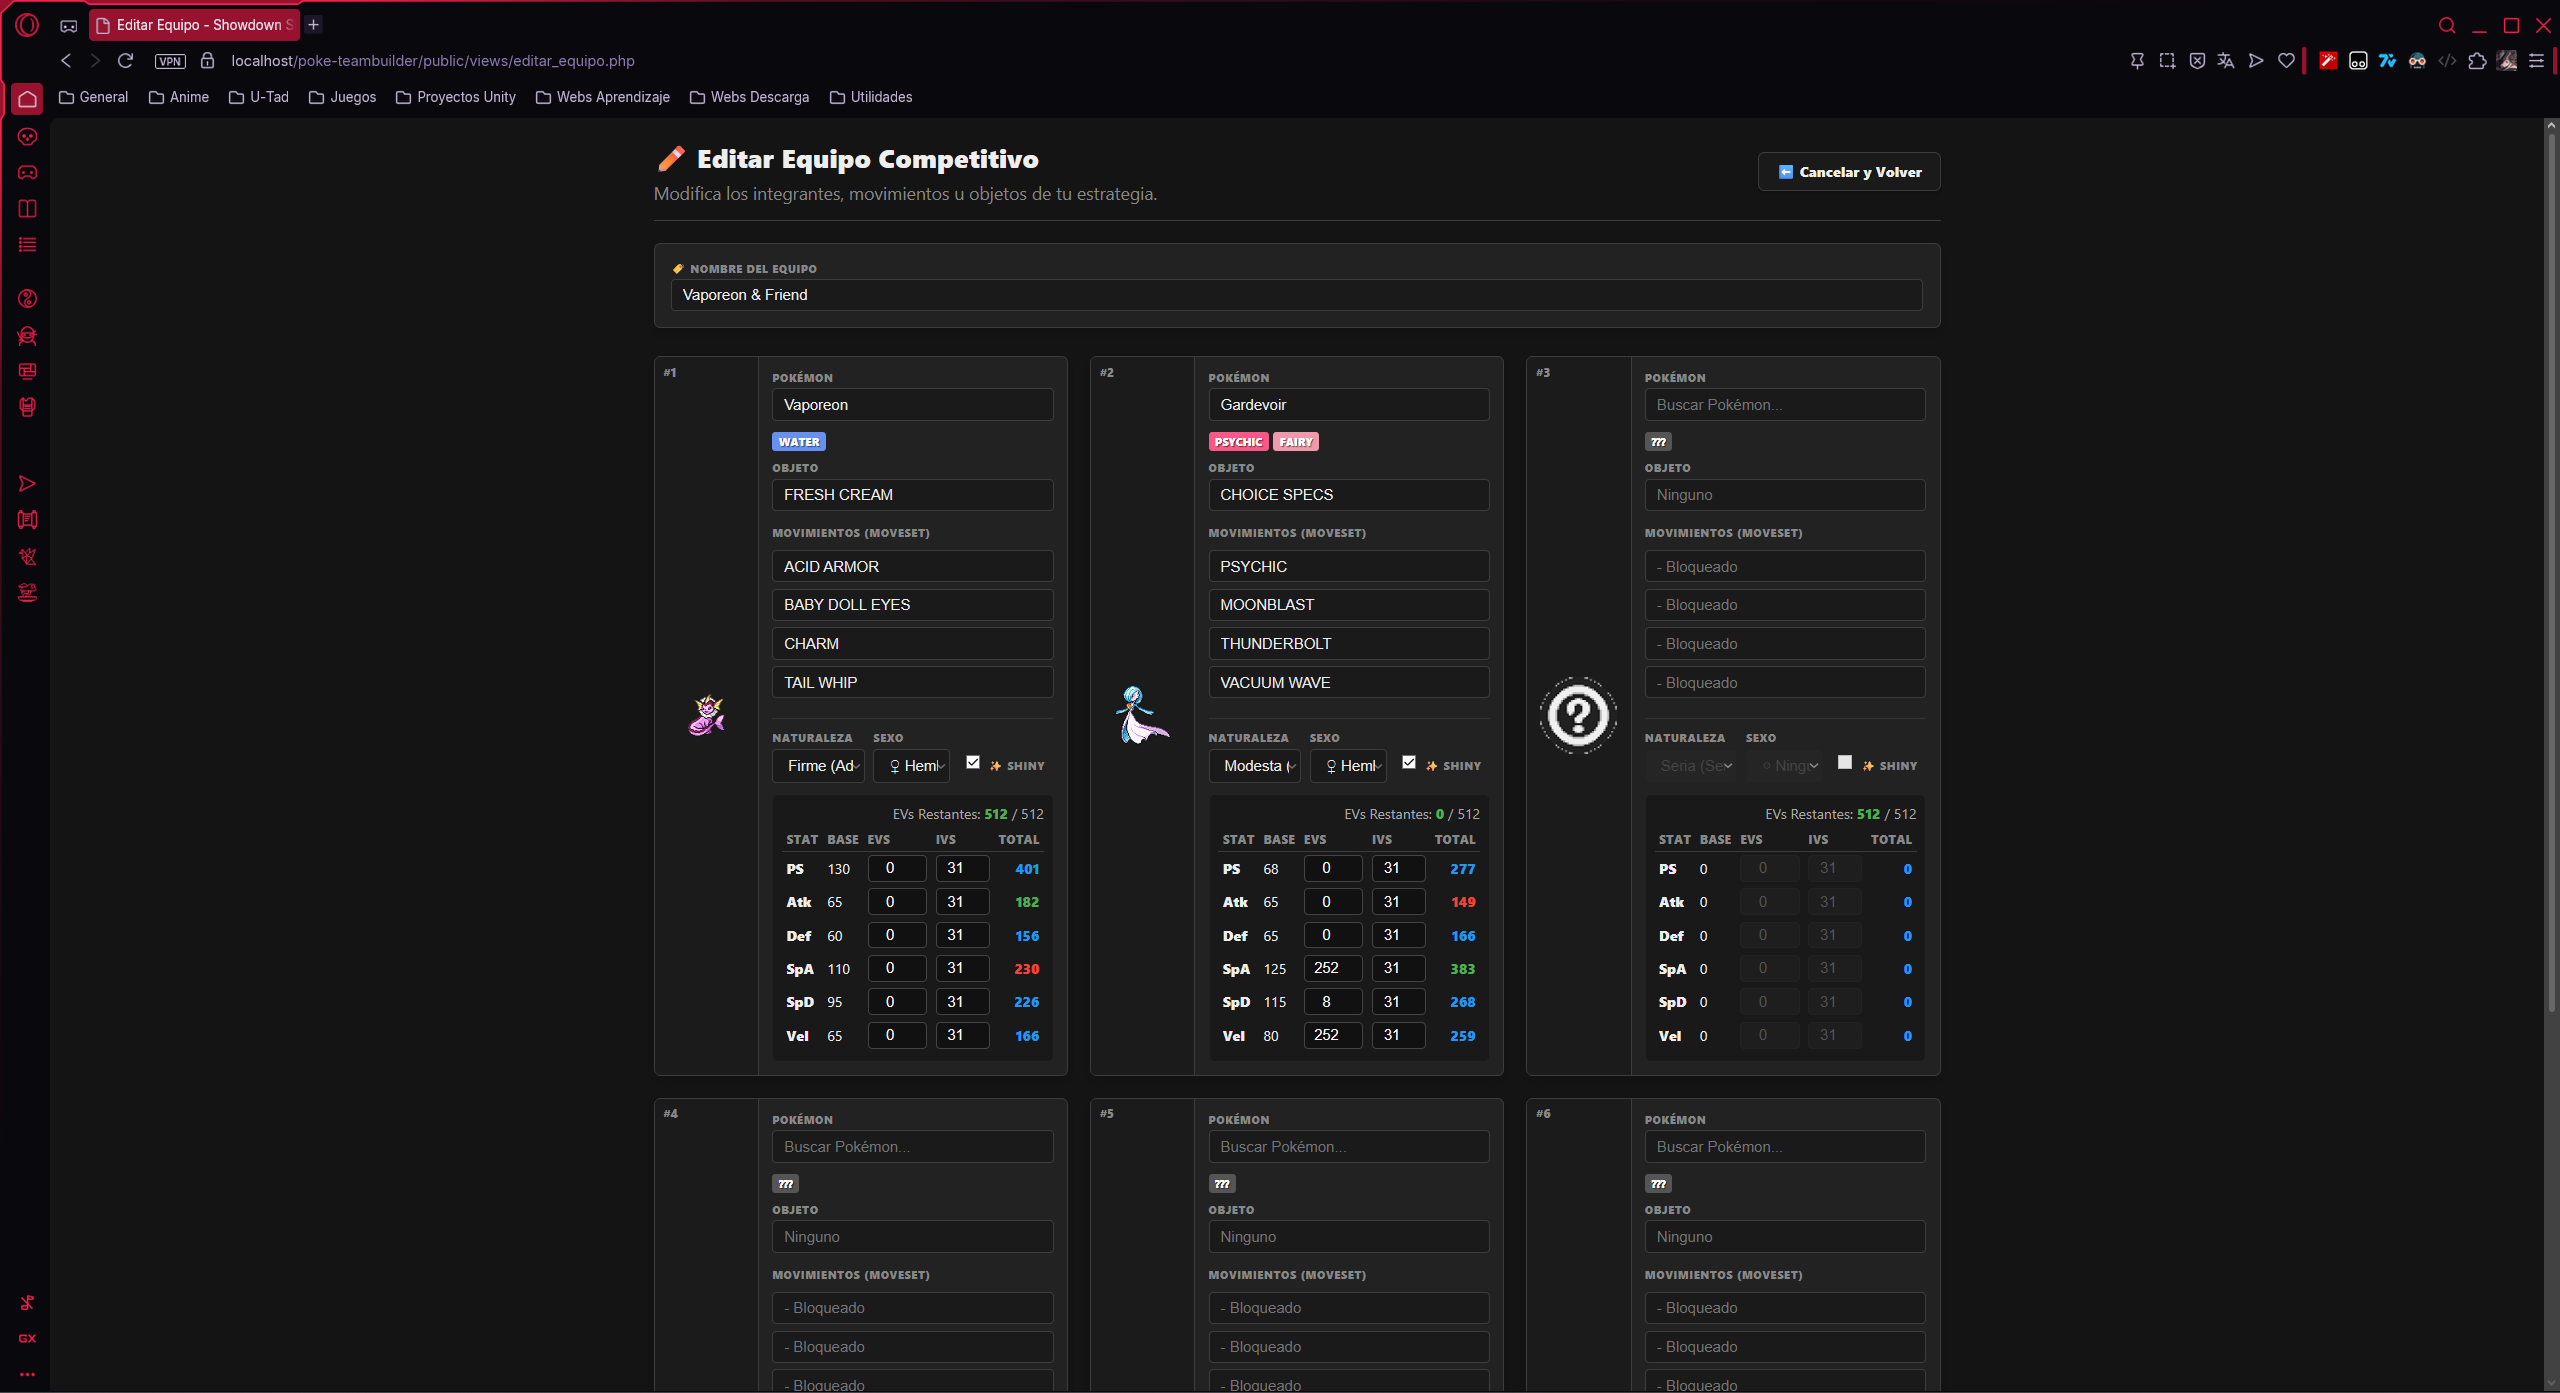 Editar Equipo - Showdown S
VPN
localhost/poke-teambuilder/public/views/editar_equipo.php
General Anime U-Tad Juegos Proyectos Unity Webs Aprendizaje Webs Descarga Utilidades
Editar Equipo Competitivo
Modifica los integrantes, movimientos u objetos de tu estrategia.
Cancelar y Volver
NOMBRE DEL EQUIPO
Vaporeon & Friend
#1
POKÉMON
Vaporeon
WATER
OBJETO
FRESH CREAM
MOVIMIENTOS (MOVESET)
ACID ARMOR
BABY DOLL EYES
CHARM
TAIL WHIP
NATURALEZA SEXO
Firme (Ad ♀ Heml SHINY
EVs Restantes: 512 / 512
STAT BASE EVS IVS TOTAL
PS 130 0 31 401
Atk 65 0 31 182
Def 60 0 31 156
SpA 110 0 31 230
SpD 95 0 31 226
Vel 65 0 31 166
#2
POKÉMON
Gardevoir
PSYCHIC FAIRY
OBJETO
CHOICE SPECS
MOVIMIENTOS (MOVESET)
PSYCHIC
MOONBLAST
THUNDERBOLT
VACUUM WAVE
NATURALEZA SEXO
Modesta ( ♀ Heml SHINY
EVs Restantes: 0 / 512
STAT BASE EVS IVS TOTAL
PS 68 0 31 277
Atk 65 0 31 149
Def 65 0 31 166
SpA 125 252 31 383
SpD 115 8 31 268
Vel 80 252 31 259
#3
POKÉMON
Buscar Pokémon...
???
OBJETO
Ninguno
MOVIMIENTOS (MOVESET)
- Bloqueado
- Bloqueado
- Bloqueado
- Bloqueado
?
NATURALEZA SEXO
Seria (Se Ningu SHINY
EVs Restantes: 512 / 512
STAT BASE EVS IVS TOTAL
PS 0 0 31 0
Atk 0 0 31 0
Def 0 0 31 0
SpA 0 0 31 0
SpD 0 0 31 0
Vel 0 0 31 0
#4
POKÉMON
Buscar Pokémon...
???
OBJETO
Ninguno
MOVIMIENTOS (MOVESET)
- Bloqueado
- Bloqueado
- Bloqueado
#5
POKÉMON
Buscar Pokémon...
???
OBJETO
Ninguno
MOVIMIENTOS (MOVESET)
- Bloqueado
- Bloqueado
- Bloqueado
#6
POKÉMON
Buscar Pokémon...
???
OBJETO
Ninguno
MOVIMIENTOS (MOVESET)
- Bloqueado
- Bloqueado
- Bloqueado
GX